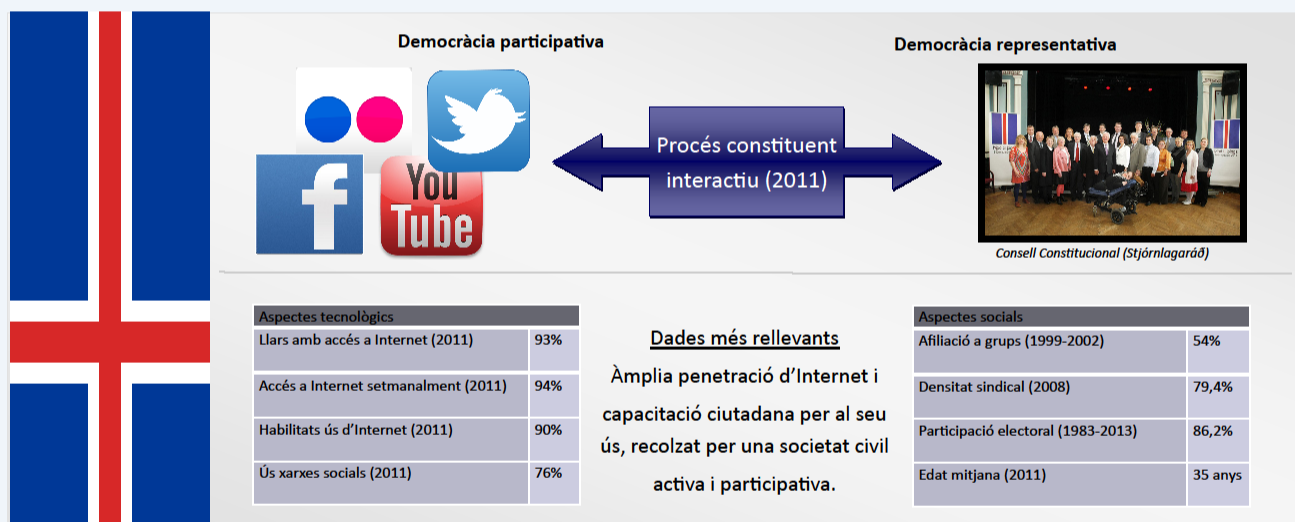 Democràcia participativa
Democràcia representativa
f
You
Tube
Procés constituent
interactiu (2011)
Consell Constitucional (Stjórnlagaráð)
Aspectes tecnològics
Llars amb accés a Internet (2011) 93%
Accés a Internet setmanalment (2011) 94%
Habilitats ús d’Internet (2011) 90%
Ús xarxes socials (2011) 76%
Dades més rellevants
Àmplia penetració d’Internet i
capacitació ciutadana per al seu
ús, recolzat per una societat civil
activa i participativa.
Aspectes socials
Afiliació a grups (1999-2002) 54%
Densitat sindical (2008) 79,4%
Participació electoral (1983-2013) 86,2%
Edat mitjana (2011) 35 anys